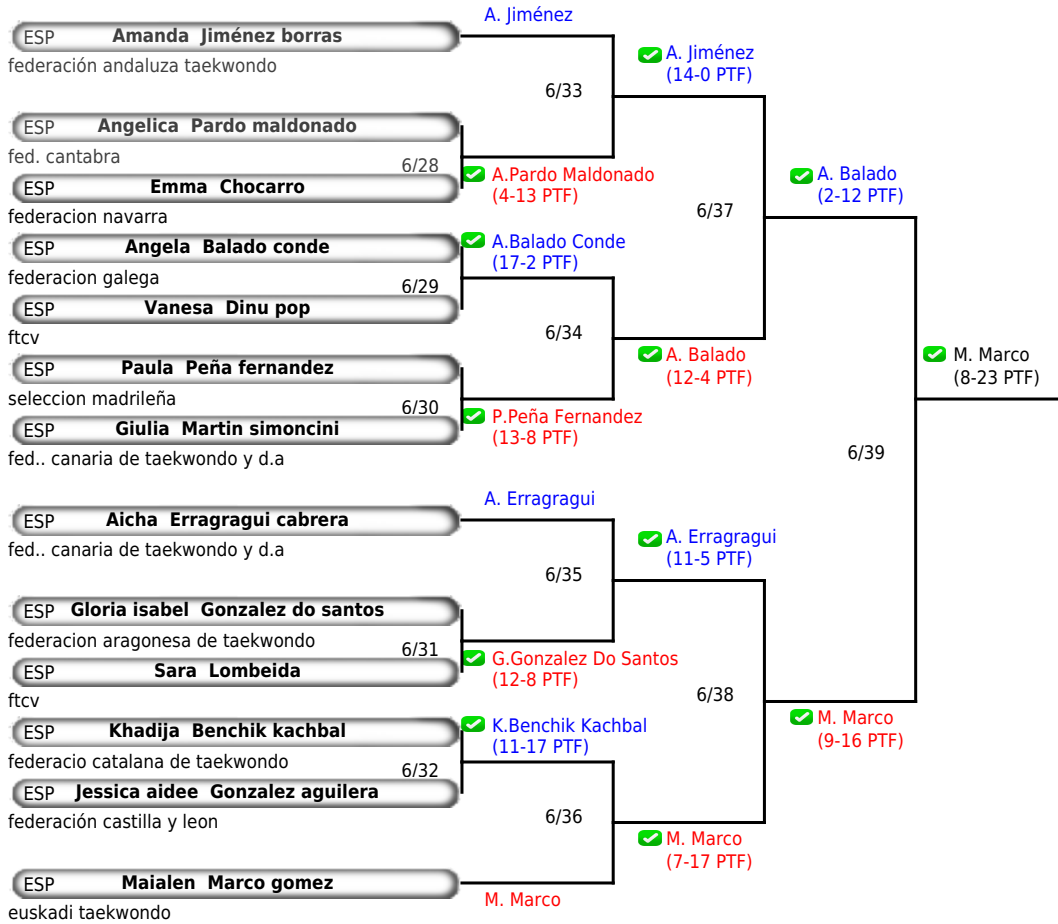 A. Jiménez
ESP Amanda Jiménez borras
federación andaluza taekwondo
A. Jiménez
(14-0 PTF)
6/33
ESP Angelica Pardo maldonado
fed. cantabra
6/28
A.Pardo Maldonado
(4-13 PTF)
ESP Emma Chocarro
federacion navarra
A. Balado
(2-12 PTF)
6/37
ESP Angela Balado conde
federacion galega
A.Balado Conde
(17-2 PTF)
6/29
ESP Vanesa Dinu pop
ftcv
6/34
A. Balado
(12-4 PTF)
ESP Paula Peña fernandez
seleccion madrileña
6/30
P.Peña Fernandez
(13-8 PTF)
ESP Giulia Martin simoncini
fed.. canaria de taekwondo y d.a
M. Marco
(8-23 PTF)
6/39
A. Erragragui
ESP Aicha Erragragui cabrera
fed.. canaria de taekwondo y d.a
A. Erragragui
(11-5 PTF)
6/35
ESP Gloria isabel Gonzalez do santos
federacion aragonesa de taekwondo
6/31
G.Gonzalez Do Santos
(12-8 PTF)
ESP Sara Lombeida
ftcv
6/38
M. Marco
(9-16 PTF)
ESP Khadija Benchik kachbal
federacio catalana de taekwondo
K.Benchik Kachbal
(11-17 PTF)
6/32
ESP Jessica aidee Gonzalez aguilera
federación castilla y leon
6/36
M. Marco
(7-17 PTF)
ESP Maialen Marco gomez
euskadi taekwondo
M. Marco